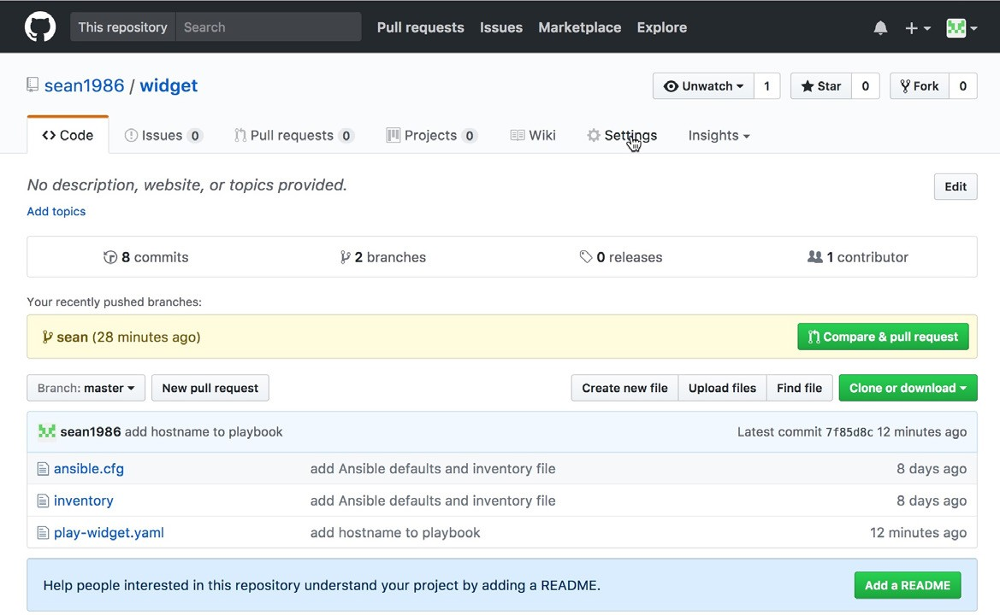 This repository Search Pull requests Issues Marketplace Explore
sean1986 / widget Unwatch 1 Star 0 Fork 0
Code Issues 0 Pull requests 0 Projects 0 Wiki Settings Insights
No description, website, or topics provided. Edit
Add topics
8 commits 2 branches 0 releases 1 contributor
Your recently pushed branches:
sean (28 minutes ago) Compare & pull request
Branch: master New pull request Create new file Upload files Find file Clone or download
sean1986 add hostname to playbook Latest commit 7f85d8c 12 minutes ago
ansible.cfg add Ansible defaults and inventory file 8 days ago
inventory add Ansible defaults and inventory file 8 days ago
play-widget.yaml add hostname to playbook 12 minutes ago
Help people interested in this repository understand your project by adding a README. Add a README